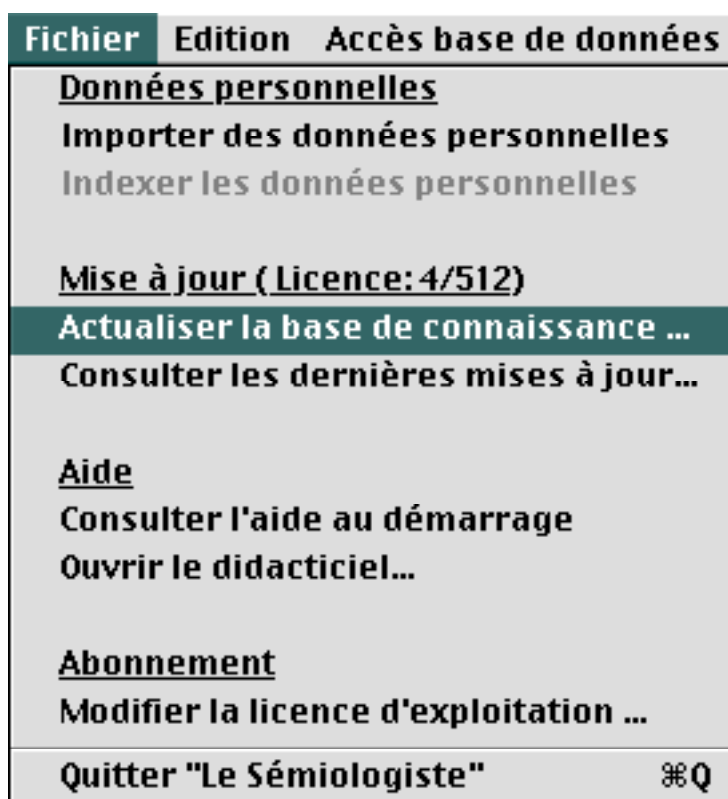 Fichier Edition Accès base de données
Données personnelles
Importer des données personnelles
Indexer les données personnelles
Mise à jour ( Licence: 4/512)
Actualiser la base de connaissance ...
Consulter les dernières mises à jour...
Aide
Consulter l'aide au démarrage
Ouvrir le didacticiel...
Abonnement
Modifier la licence d'exploitation ...
Quitter "Le Sémiologiste" ⌘Q